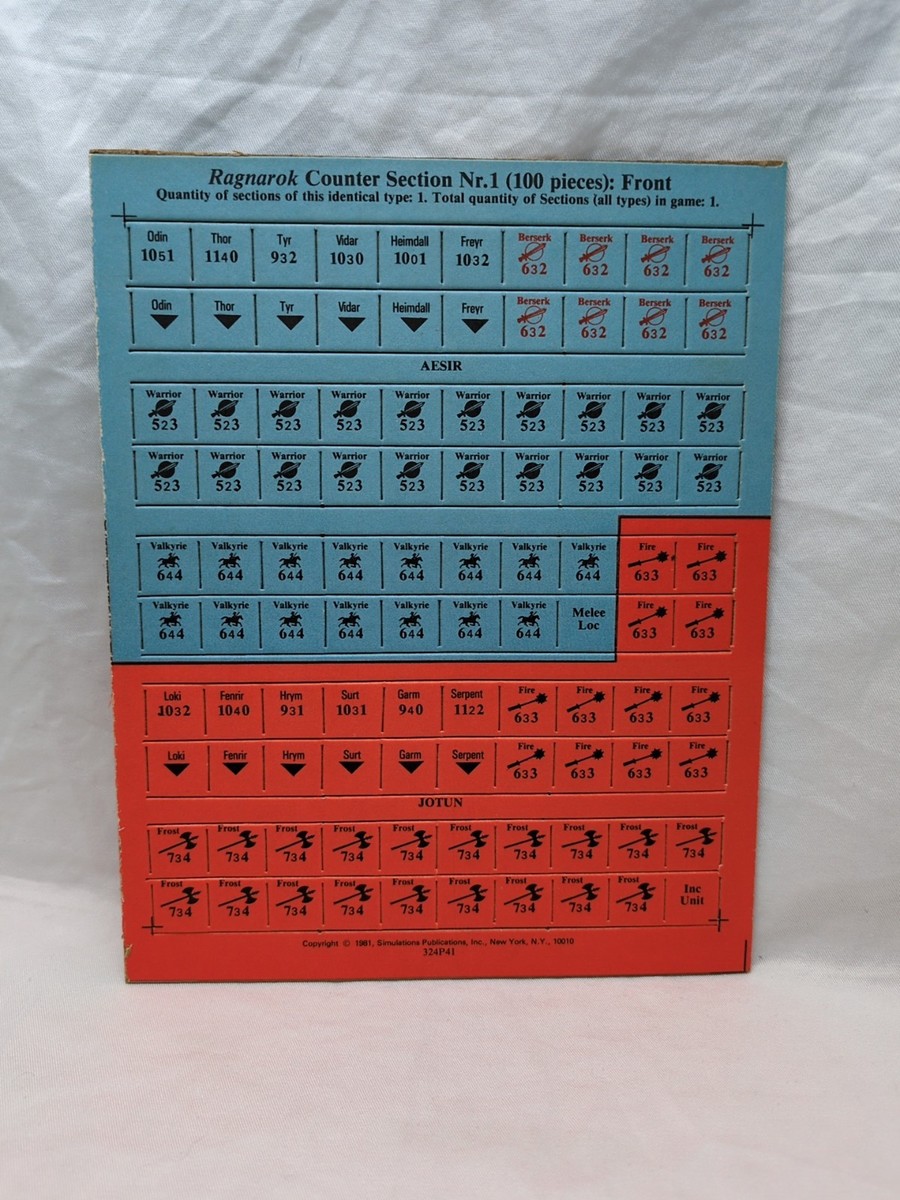 Ragnarok Counter Section Nr.1 (100 pieces): Front
Quantity of sections of this identical type: 1. Total quantity of Sections (all types) in game: 1.
Odin Thor Tyr Vidar Heimdall Freyr Berserk Berserk Berserk Berserk
1051 1140 932 1030 1001 1032 632 632 632 632
Odin Thor Tyr Vidar Heimdall Freyr Berserk Berserk Berserk Berserk
632 632 632 632
AESIR
Warrior Warrior Warrior Warrior Warrior Warrior Warrior Warrior Warrior Warrior
523 523 523 523 523 523 523 523 523 523
Warrior Warrior Warrior Warrior Warrior Warrior Warrior Warrior Warrior Warrior
523 523 523 523 523 523 523 523 523 523
Valkyrie Valkyrie Valkyrie Valkyrie Valkyrie Valkyrie Valkyrie Valkyrie Fire Fire
644 644 644 644 644 644 644 644 633 633
Valkyrie Valkyrie Valkyrie Valkyrie Valkyrie Valkyrie Valkyrie Melee Fire Fire
644 644 644 644 644 644 644 Loc 633 633
Loki Fenrir Hrym Surt Garm Serpent Fire Fire Fire Fire
1032 1040 931 1031 940 1122 633 633 633 633
Loki Fenrir Hrym Surt Garm Serpent Fire Fire Fire Fire
633 633 633 633
JOTUN
Frost Frost Frost Frost Frost Frost Frost Frost Frost Frost
734 734 734 734 734 734 734 734 734 734
Frost Frost Frost Frost Frost Frost Frost Frost Frost Inc
734 734 734 734 734 734 734 734 734 Unit
Copyright © 1981, Simulations Publications, Inc., New York, N.Y., 10010
324P41